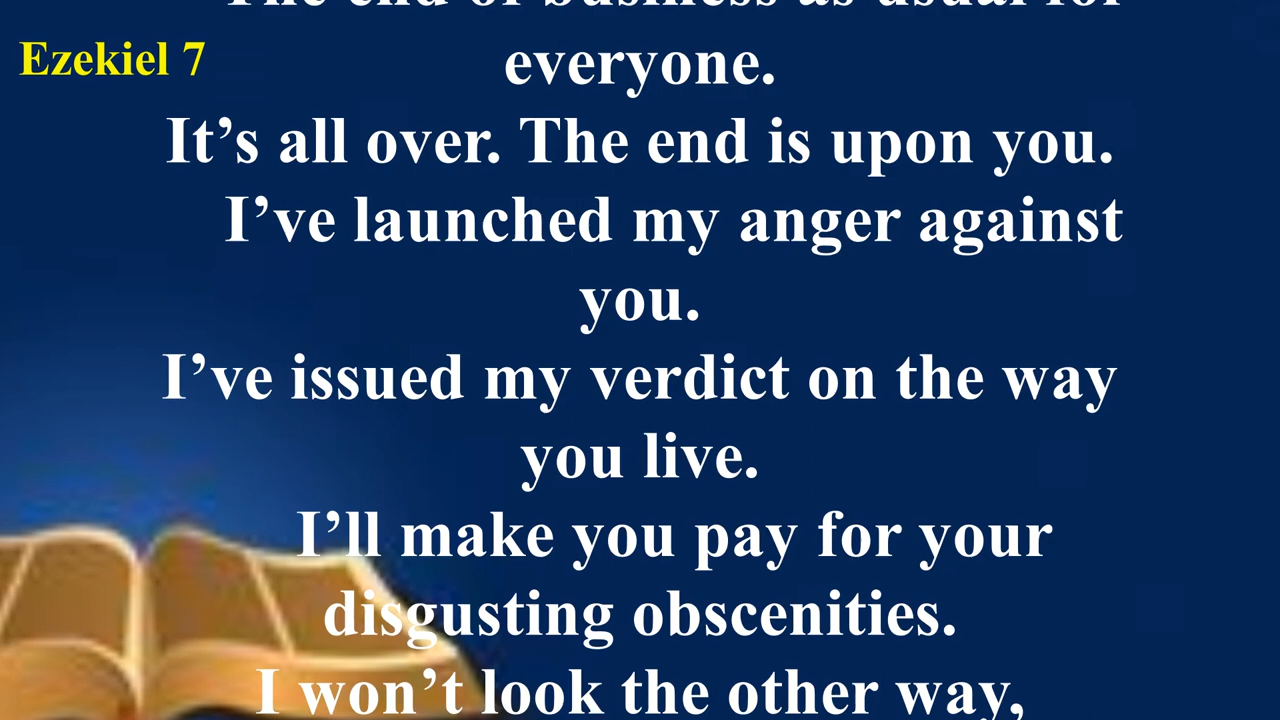 The end of business as usual for
Ezekiel 7
everyone.
It’s all over. The end is upon you.
I’ve launched my anger against
you.
I’ve issued my verdict on the way
you live.
I’ll make you pay for your
disgusting obscenities.
I won’t look the other way,